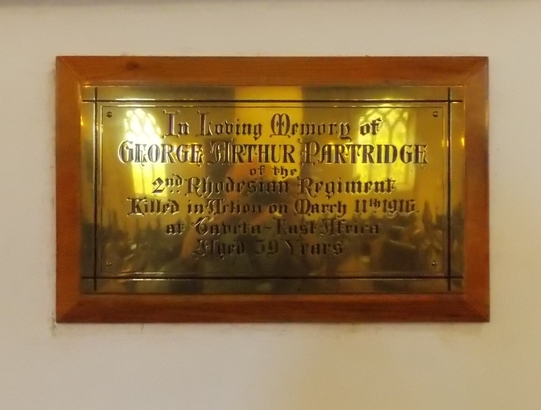 In Loving Memory of
GEORGE ARTHUR PARTRIDGE
of the
2nd Rhodesian Regiment
Killed in Action on March 11th 1916
at Taveta-East Africa
Aged 39 Years